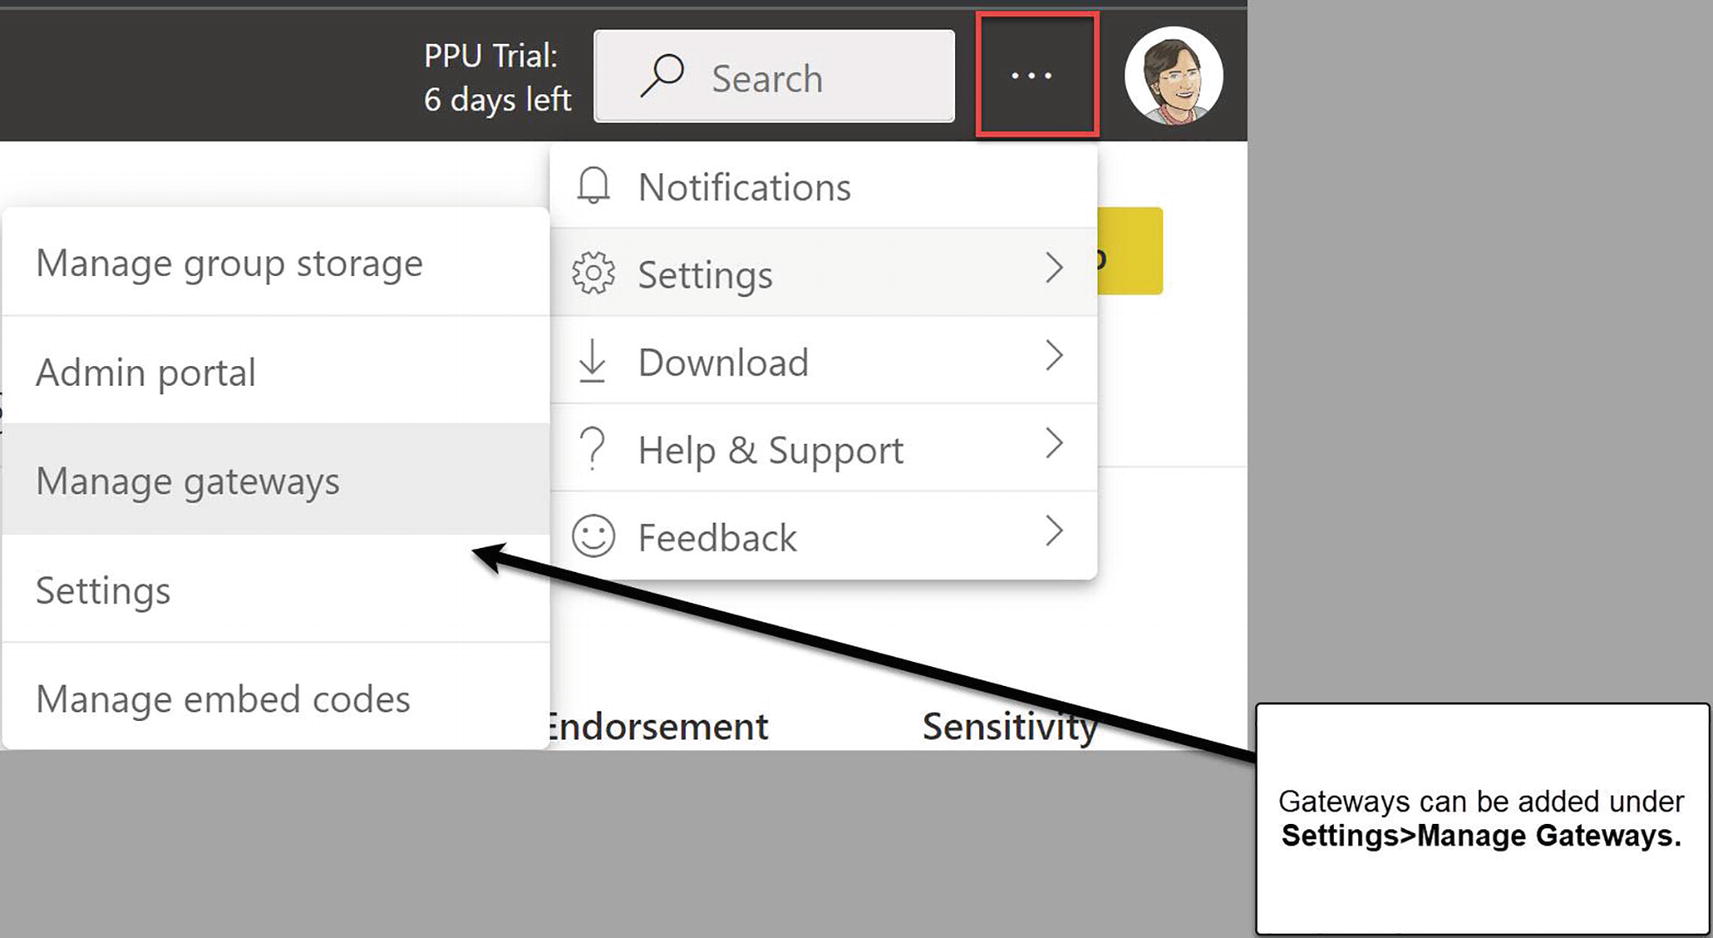 PPU Trial:
6 days left
Search
...
Notifications
Settings
Download
Help & Support
Feedback
Manage group storage
Admin portal
Manage gateways
Settings
Manage embed codes
Endorsement
Sensitivity
Gateways can be added under
Settings>Manage Gateways.